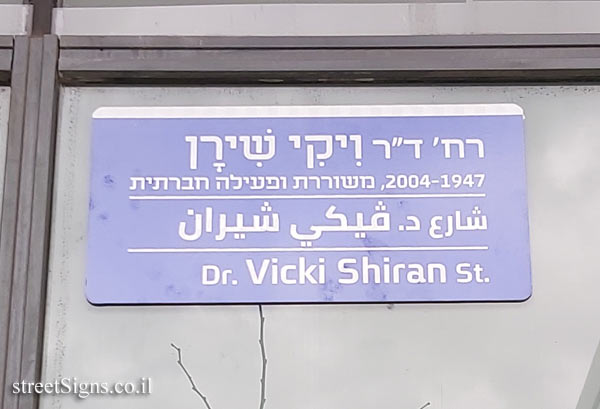 רח׳ ד״ר וִיקִי שִׁירָן
2004-1947, משוררת ופעילה חברתית
شارع د. ڤيكي شيران
Dr. Vicki Shiran St.
streetSigns.co.il